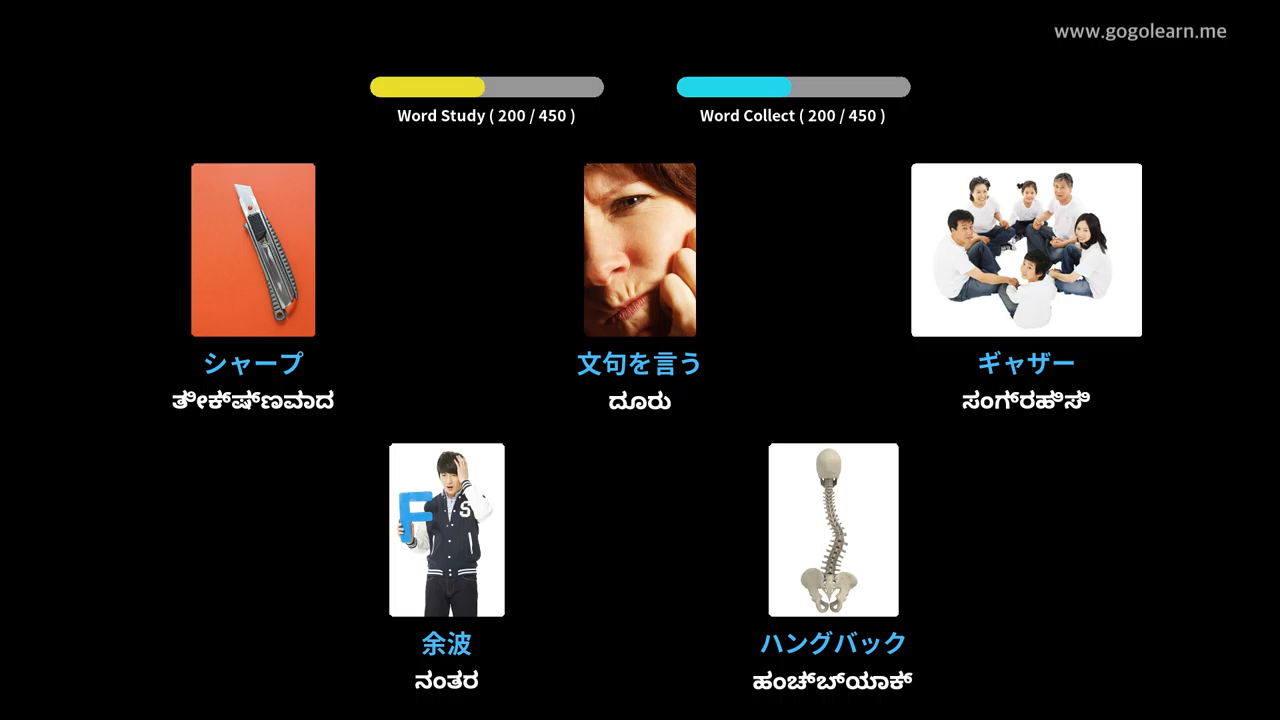 www.gogolearn.me
Word Study ( 200 / 450 )
Word Collect ( 200 / 450 )
シャープ
ತೀಕ್ಷ್ಣವಾದ
文句を言う
ದೂರು
ギャザー
ಸಂಗ್ರಹಿಸಿ
余波
ನಂತರ
ハングバック
ಹಂಚ್‌ಬ್ಯಾಕ್